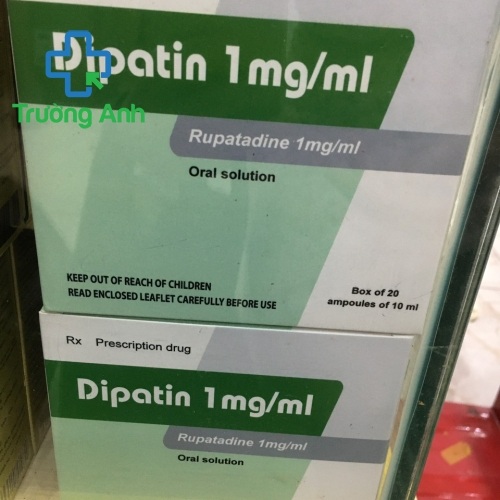 Dipatin 1mg/ml
Trường Anh
Rupatadine 1mg/ml
Oral solution
KEEP OUT OF REACH OF CHILDREN
READ ENCLOSED LEAFLET CAREFULLY BEFORE USE
Box of 20
ampoules of 10 ml
Rx Prescription drug
Dipatin 1mg/ml
Rupatadine 1mg/ml
Oral solution